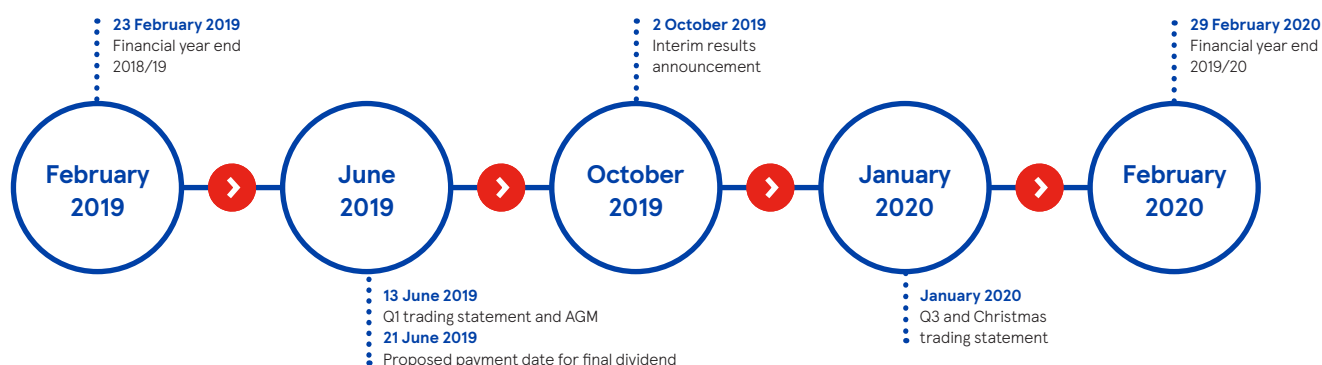 23 February 2019
Financial year end
2018/19
2 October 2019
Interim results
announcement
29 February 2020
Financial year end
2019/20
February
2019
June
2019
October
2019
January
2020
February
2020
13 June 2019
Q1 trading statement and AGM
21 June 2019
Proposed payment date for final dividend
January 2020
Q3 and Christmas
trading statement